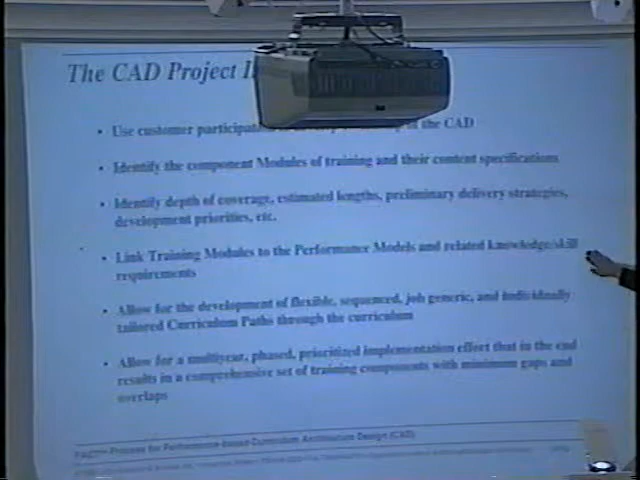 The CAD Project
• Use customer the CAD
• Identify the component Modules of training and their content specifications
• Identify depth of coverage, estimated lengths, preliminary delivery strategies,
development priorities, etc.
• Link Training Modules to the Performance Models and related knowledge/skill
requirements
• Allow for the development of flexible, sequenced, job generic, and individually
tailored Curriculum Paths through the curriculum
• Allow for a multiyear, phased, prioritized implementation effort that in the end
results in a comprehensive set of training components with minimum gaps and
overlaps
Process for Performance-based Curriculum Architecture Design (CAD)